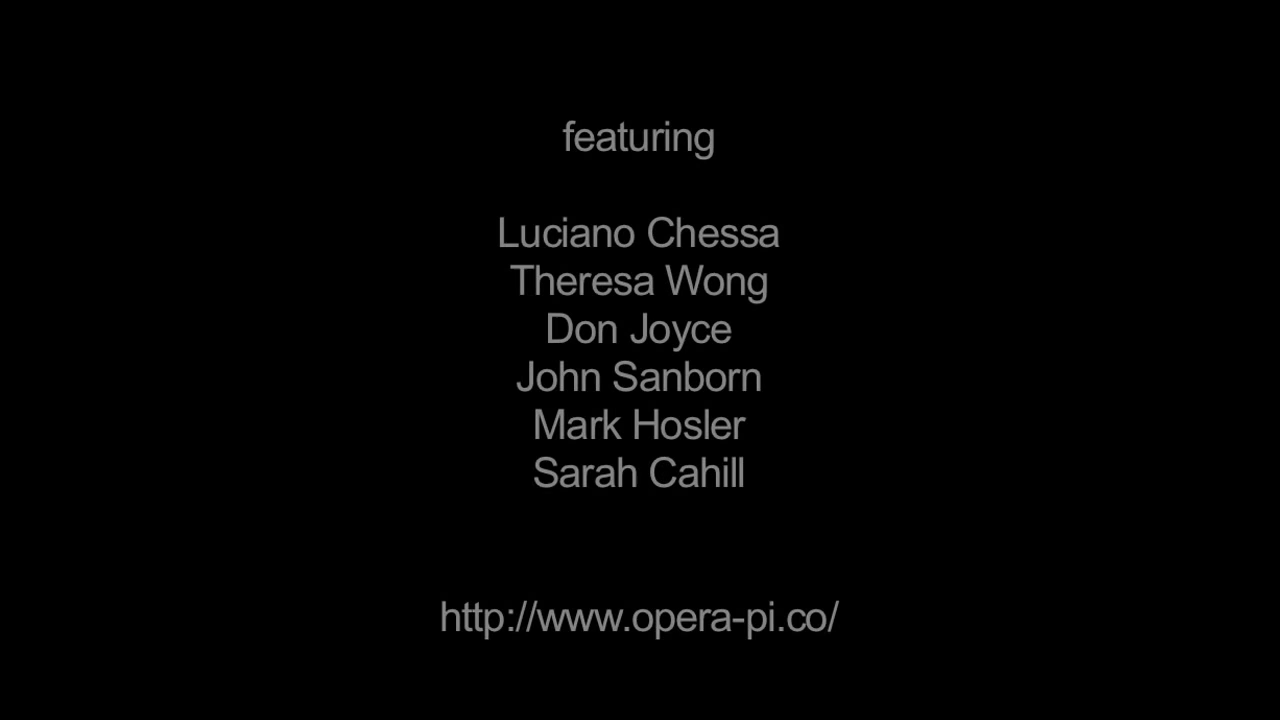 featuring
Luciano Chessa
Theresa Wong
Don Joyce
John Sanborn
Mark Hosler
Sarah Cahill
http://www.opera-pi.co/